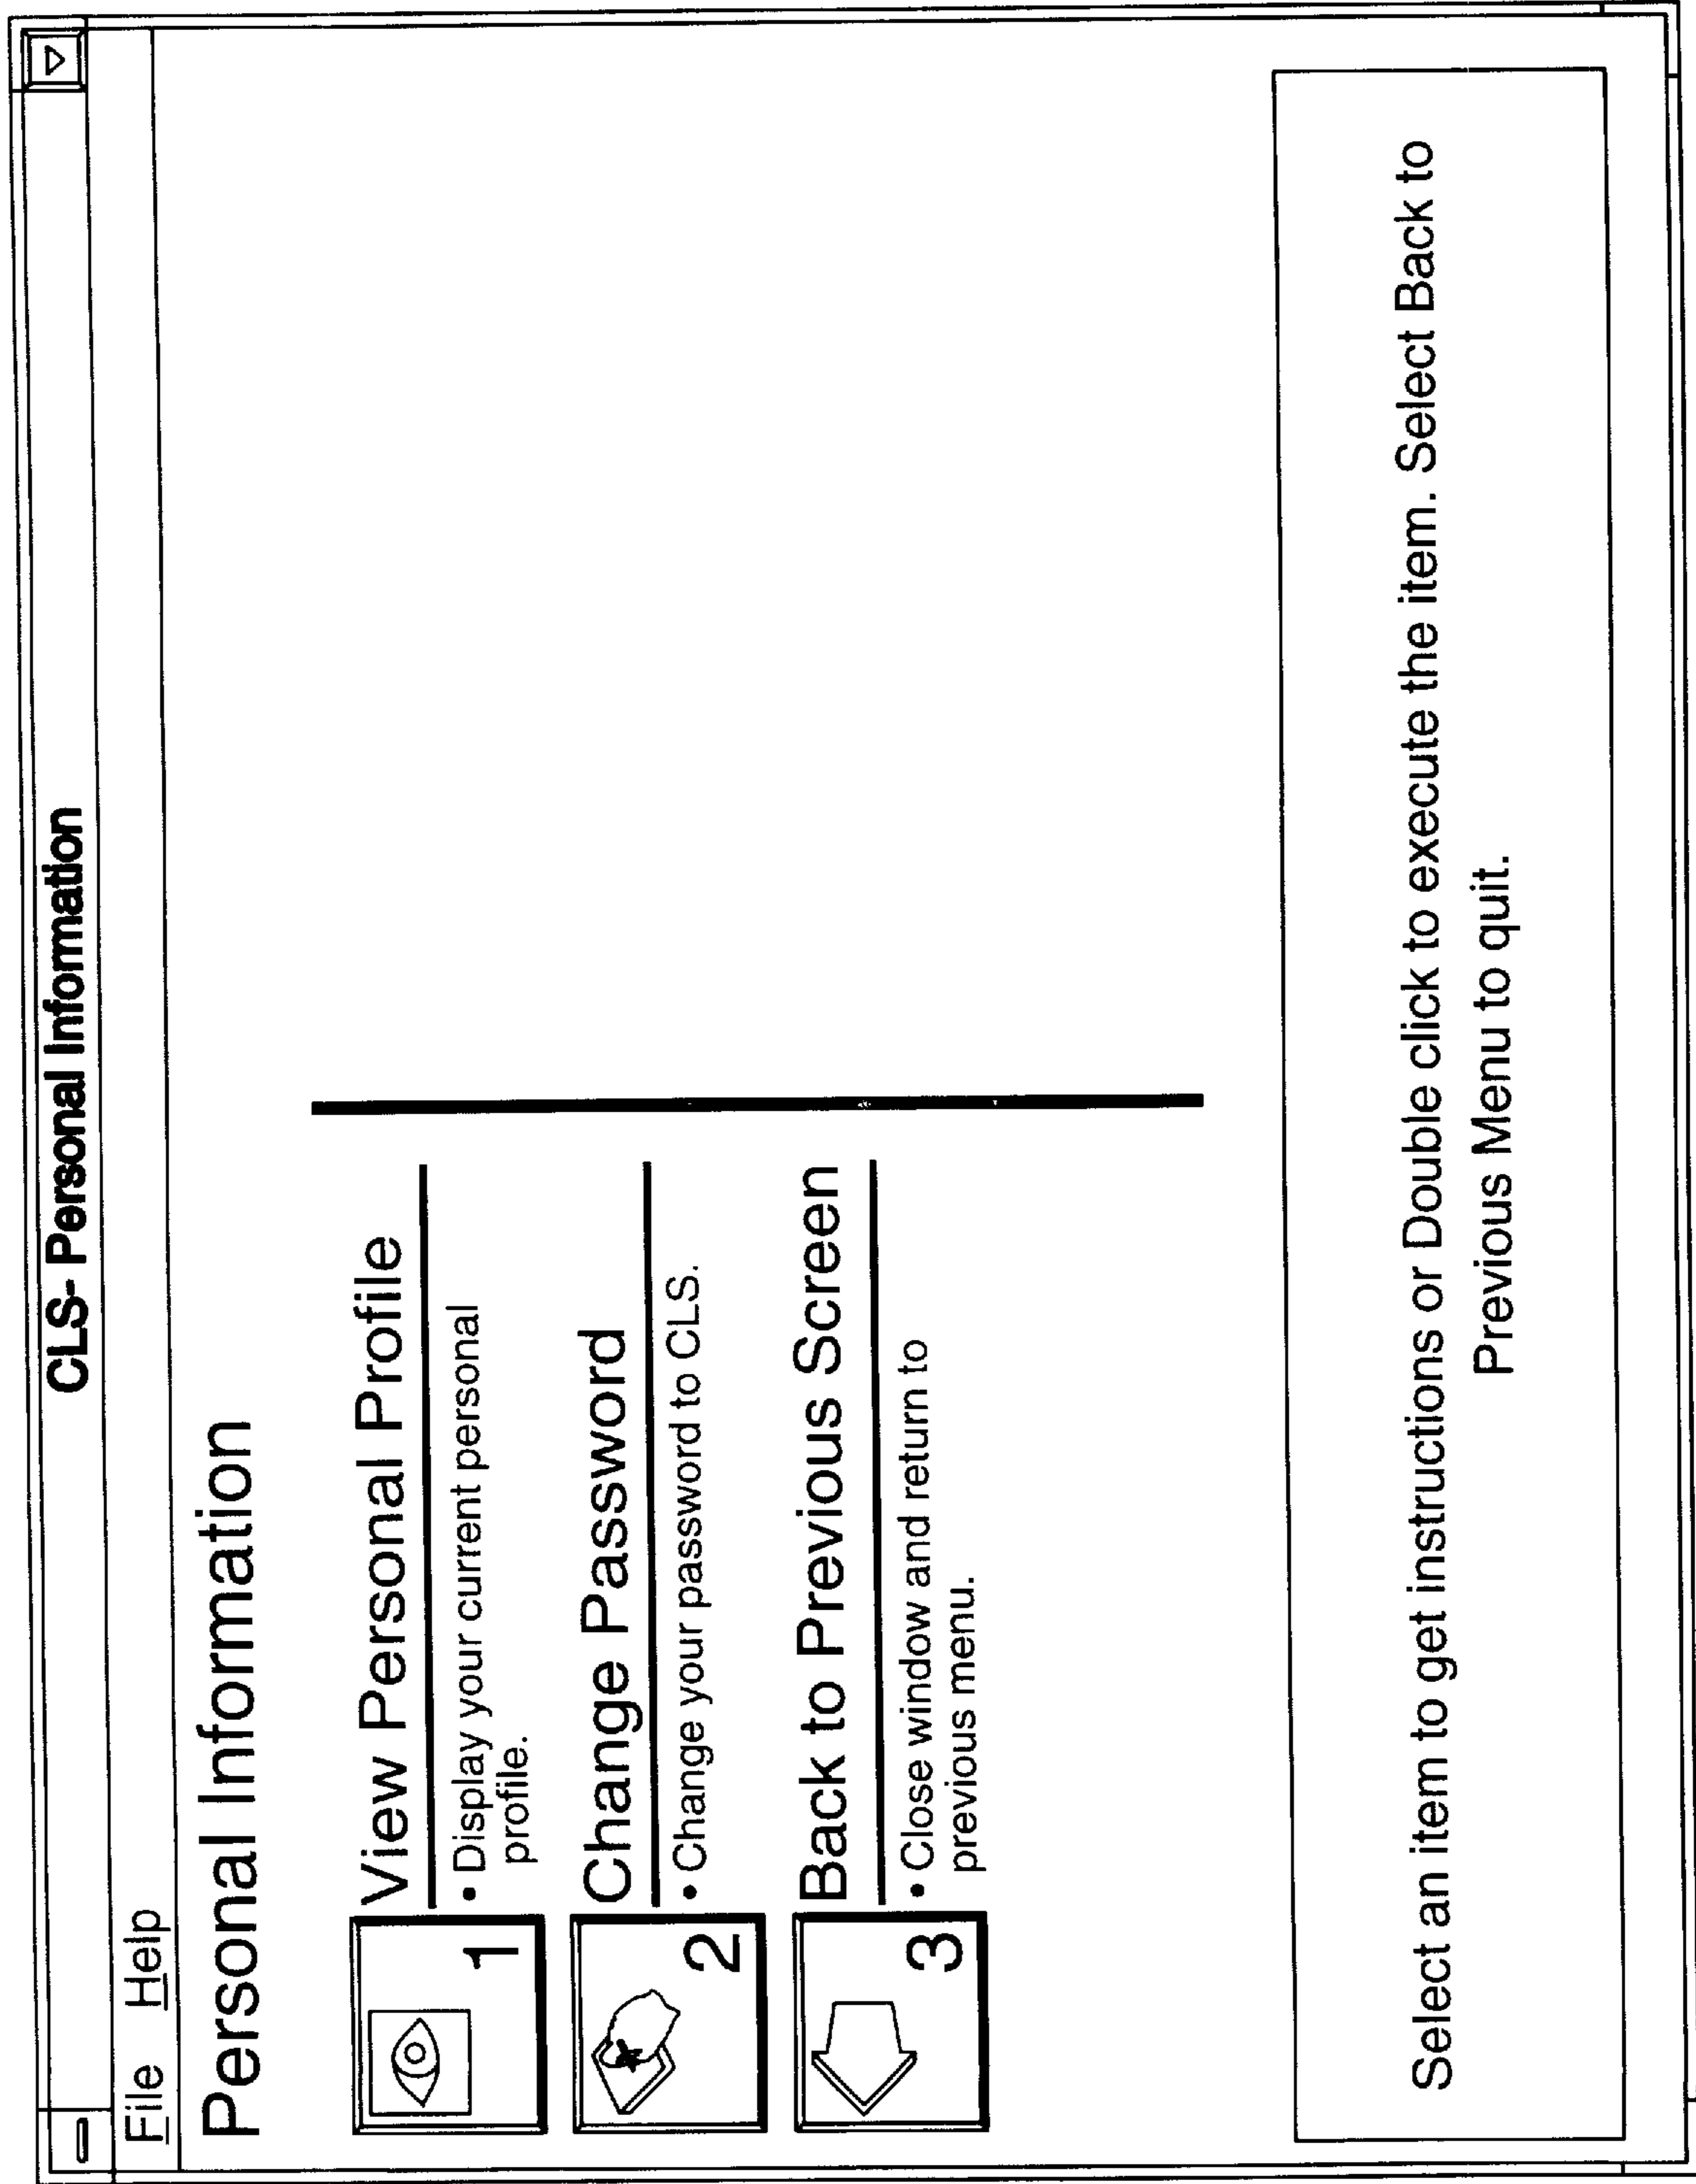 CLS- Personal Information
File Help
Personal Information
1
View Personal Profile
• Display your current personal
profile.
2
Change Password
• Change your password to CLS.
3
Back to Previous Screen
• Close window and return to
previous menu.
Select an item to get instructions or Double click to execute the item. Select Back to
Previous Menu to quit.